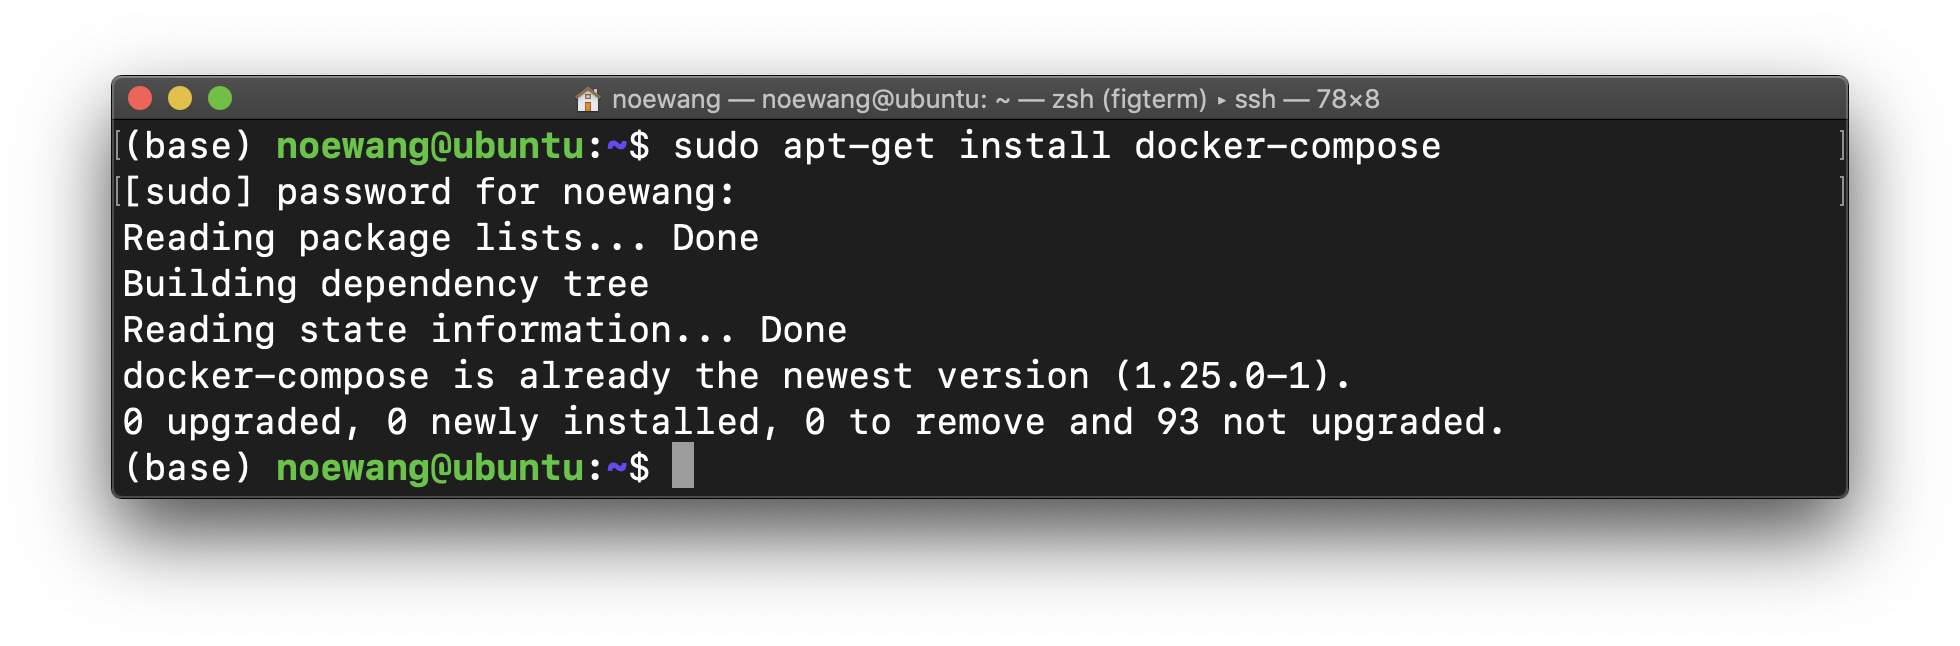 noewang — noewang@ubuntu: ~ — zsh (figterm) ▸ ssh — 78×8
(base) noewang@ubuntu:~$ sudo apt-get install docker-compose
[sudo] password for noewang:
Reading package lists... Done
Building dependency tree
Reading state information... Done
docker-compose is already the newest version (1.25.0-1).
0 upgraded, 0 newly installed, 0 to remove and 93 not upgraded.
(base) noewang@ubuntu:~$